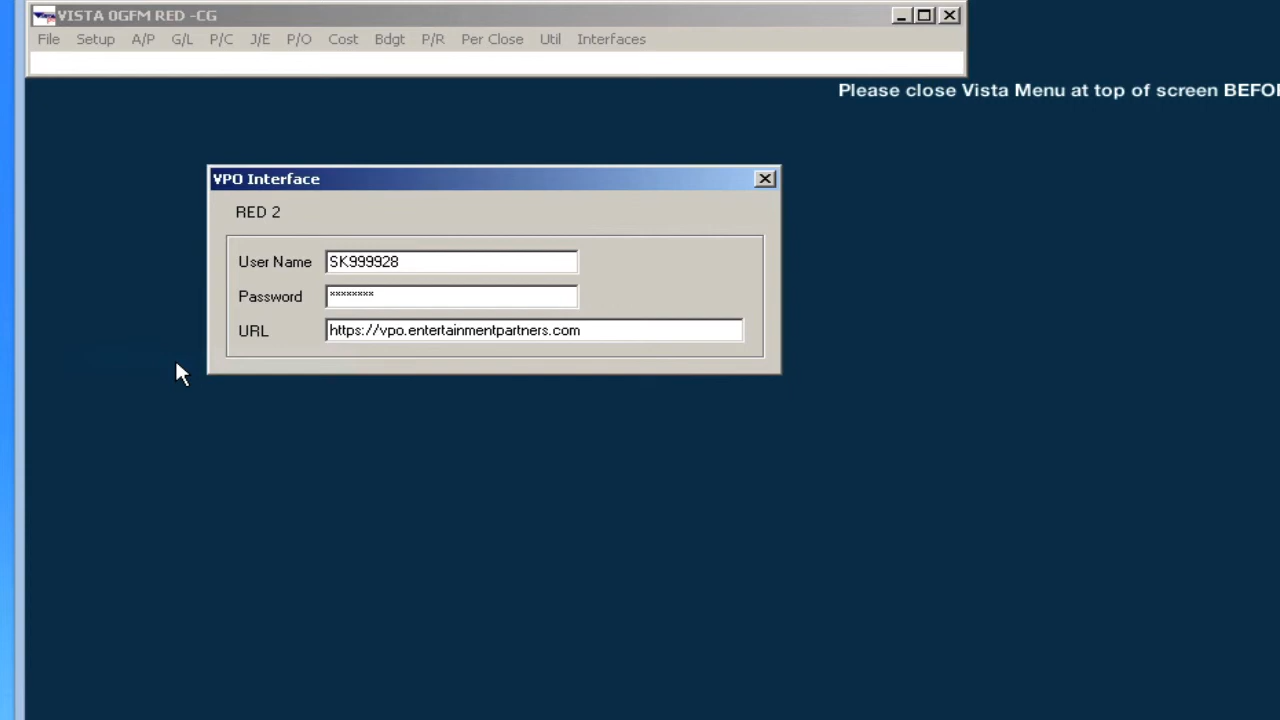 VISTA 0GFM RED -CG
File Setup A/P G/L P/C J/E P/O Cost Bdgt P/R Per Close Util Interfaces
Please close Vista Menu at top of screen BEFO
VPO Interface
RED 2
User Name SK999928
Password ********
URL https://vpo.entertainmentpartners.com